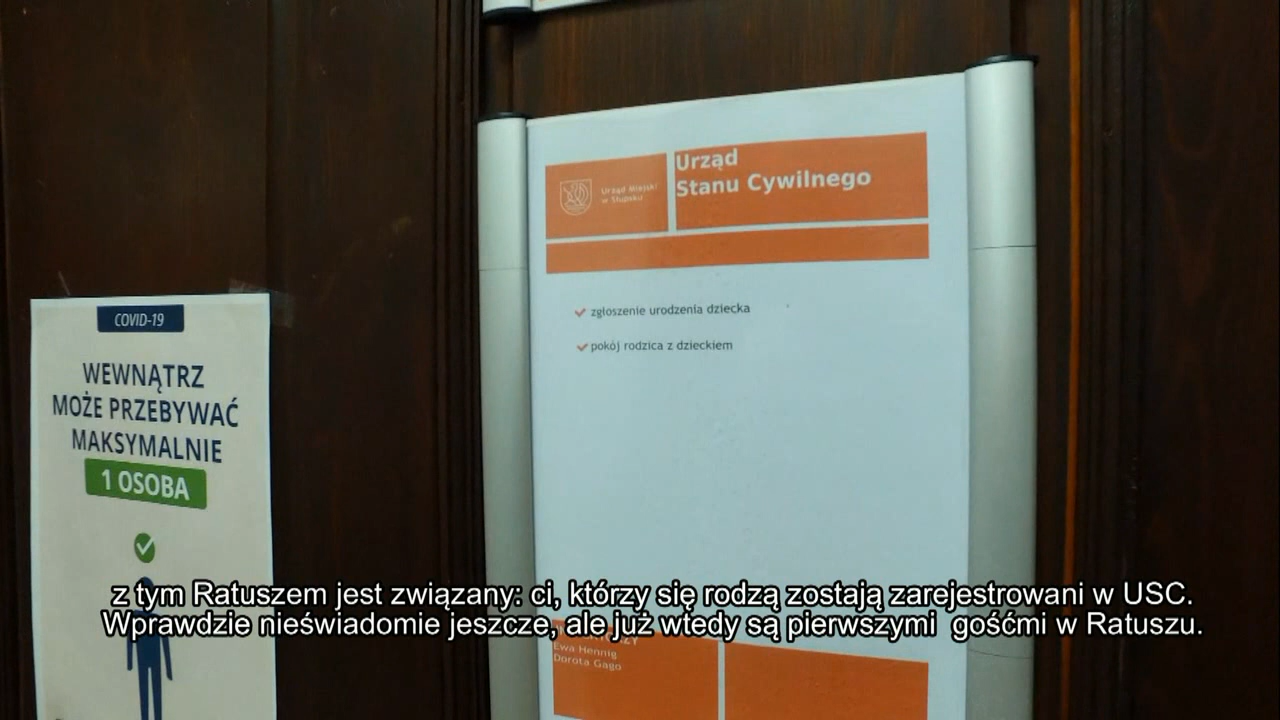 Urząd Miejski
w Słupsku
Urząd
Stanu Cywilnego
zgłoszenie urodzenia dziecka
pokój rodzica z dzieckiem
COVID-19
WEWNĄTRZ
MOŻE PRZEBYWAĆ
MAKSYMALNIE
1 OSOBA
z tym Ratuszem jest związany: ci, którzy się rodzą zostają zarejestrowani w USC.
Wprawdzie nieświadomie jeszcze, ale już wtedy są pierwszymi gośćmi w Ratuszu.
Ewa Hennig
Dorota Gago